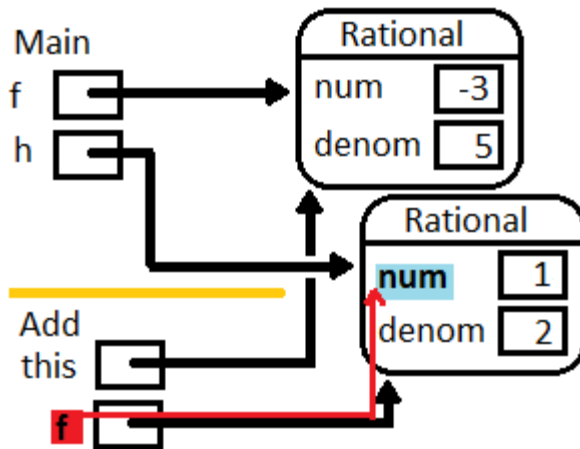 Main
f
h
Rational
num -3
denom 5
Rational
num 1
denom 2
Add
this
f